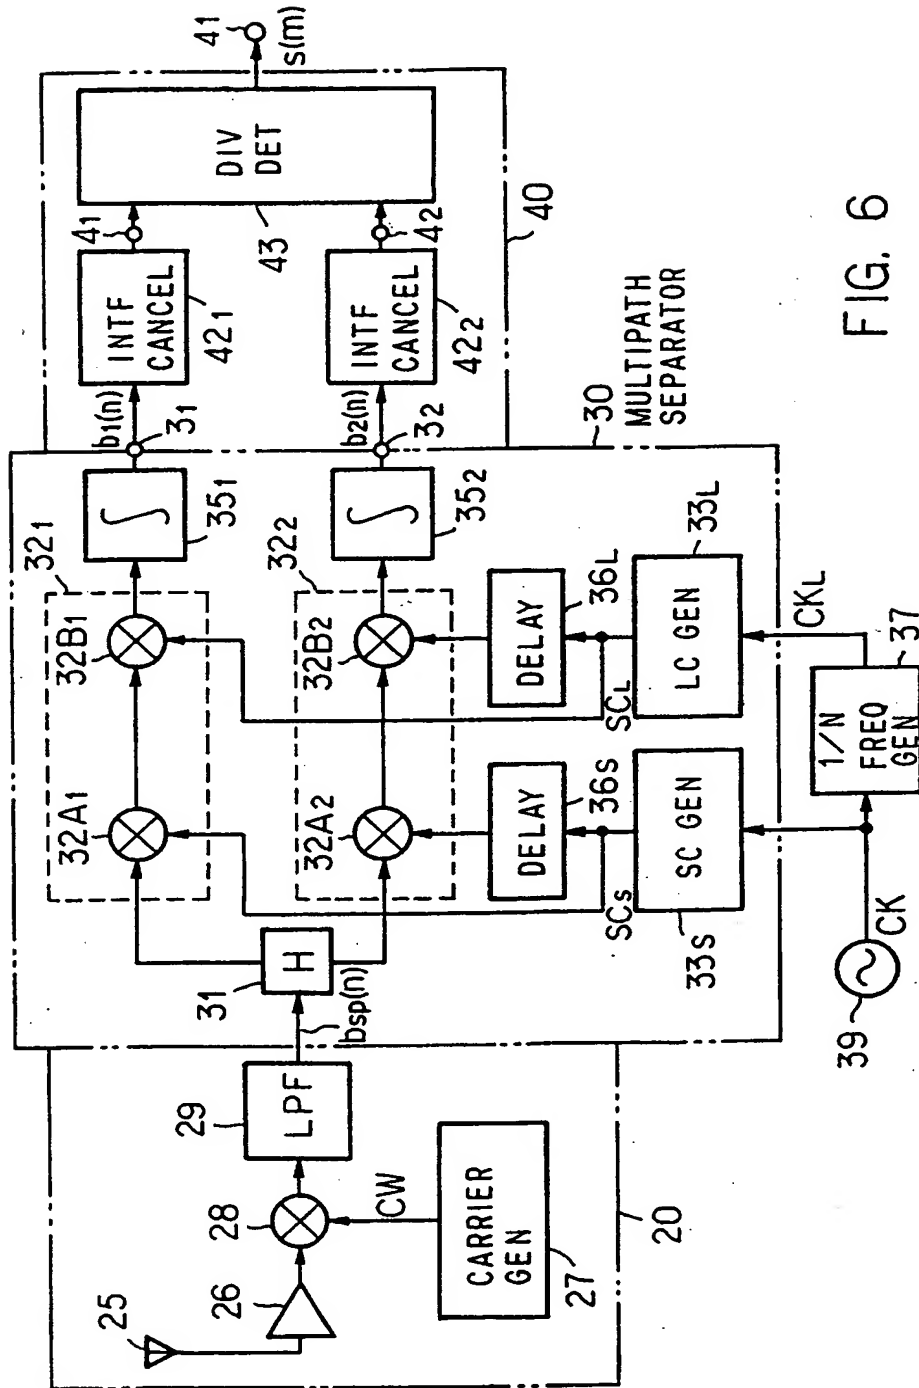 25
26
28
CW
CARRIER
GEN
27
29
LPF
20
bsp(n)
31
H
321
32A1
32B1
322
32A2
32B2
DELAY
36S
SCS
SC GEN
33S
DELAY
36L
SCL
LC GEN
33L
CKL
39
CK
1/N
FREQ
GEN
37
∫
351
∫
352
31
32
30
MULTIPATH
SEPARATOR
b1(n)
INTF
CANCEL
421
b2(n)
INTF
CANCEL
422
41
42
43
DIV
DET
40
s(m)
41
FIG. 6